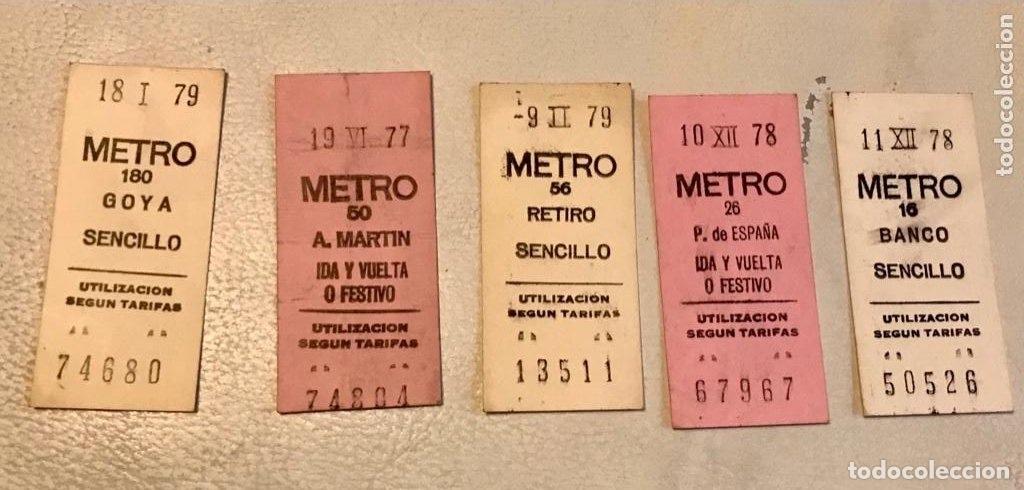 18 I 79
METRO
180
GOYA
SENCILLO
UTILIZACION
SEGUN TARIFAS
74680
19 VI 77
METRO
50
A. MARTIN
IDA Y VUELTA
O FESTIVO
UTILIZACION
SEGUN TARIFAS
74804
-9 II 79
METRO
56
RETIRO
SENCILLO
UTILIZACION
SEGUN TARIFAS
13511
10 XII 78
METRO
26
P. de ESPAÑA
IDA Y VUELTA
O FESTIVO
UTILIZACION
SEGUN TARIFAS
67967
11 XII 78
METRO
16
BANCO
SENCILLO
UTILIZACION
SEGUN TARIFAS
50526
todocoleccion
todocoleccion